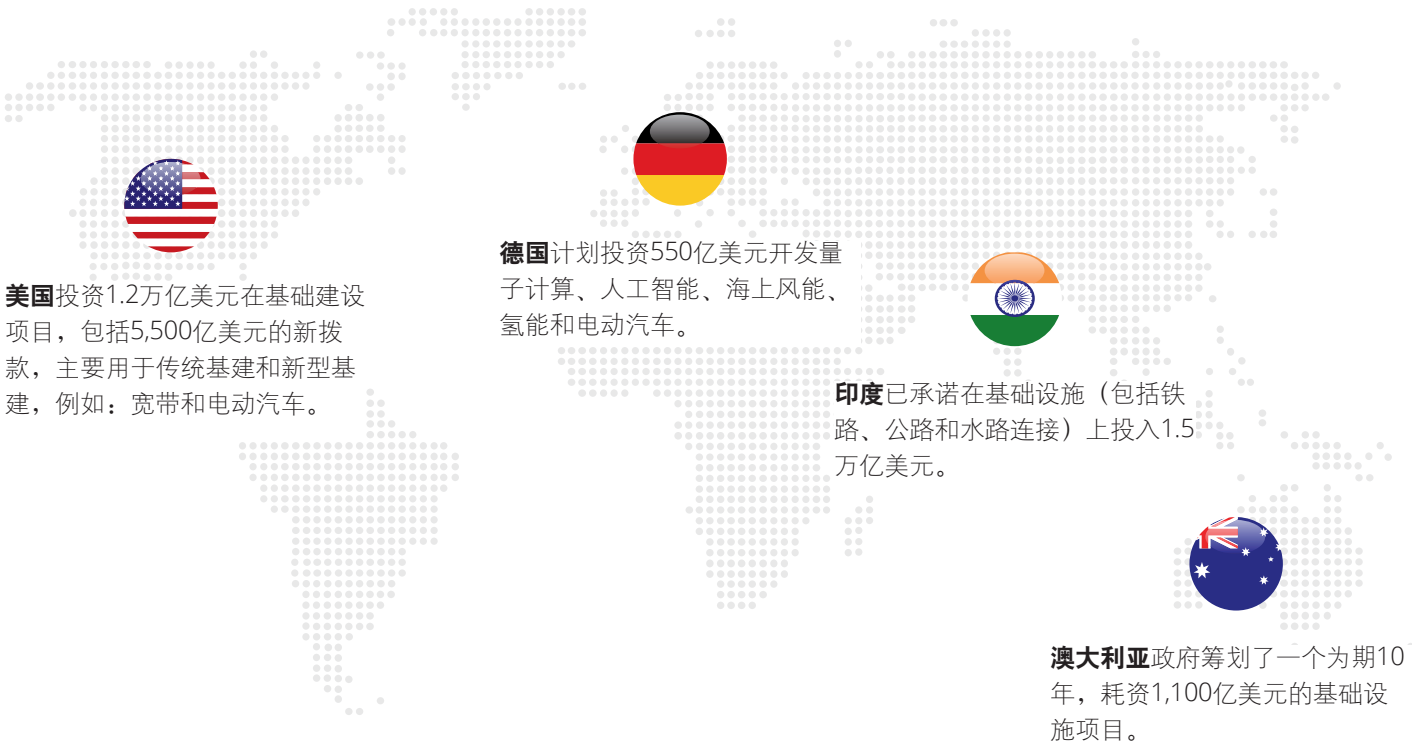 美国投资1.2万亿美元在基础建设
项目，包括5,500亿美元的新拨
款，主要用于传统基建和新型基
建，例如：宽带和电动汽车。
德国计划投资550亿美元开发量
子计算、人工智能、海上风能、
氢能和电动汽车。
印度已承诺在基础设施（包括铁
路、公路和水路连接）上投入1.5
万亿美元。
澳大利亚政府筹划了一个为期10
年，耗资1,100亿美元的基础设
施项目。